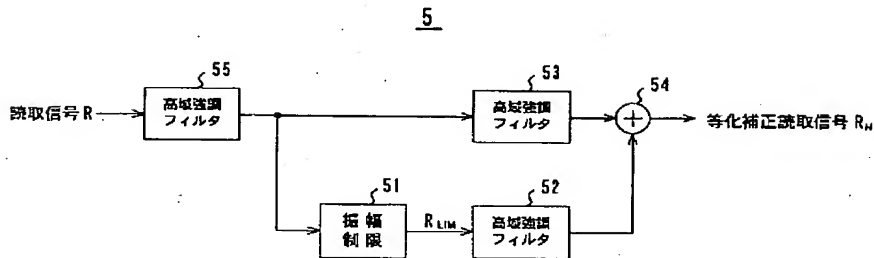 5
55
53
54
読取信号 R
高域強調
フィルタ
高域強調
フィルタ
等化補正読取信号 R_H
51
52
振幅
制限
R_LIM
高域強調
フィルタ